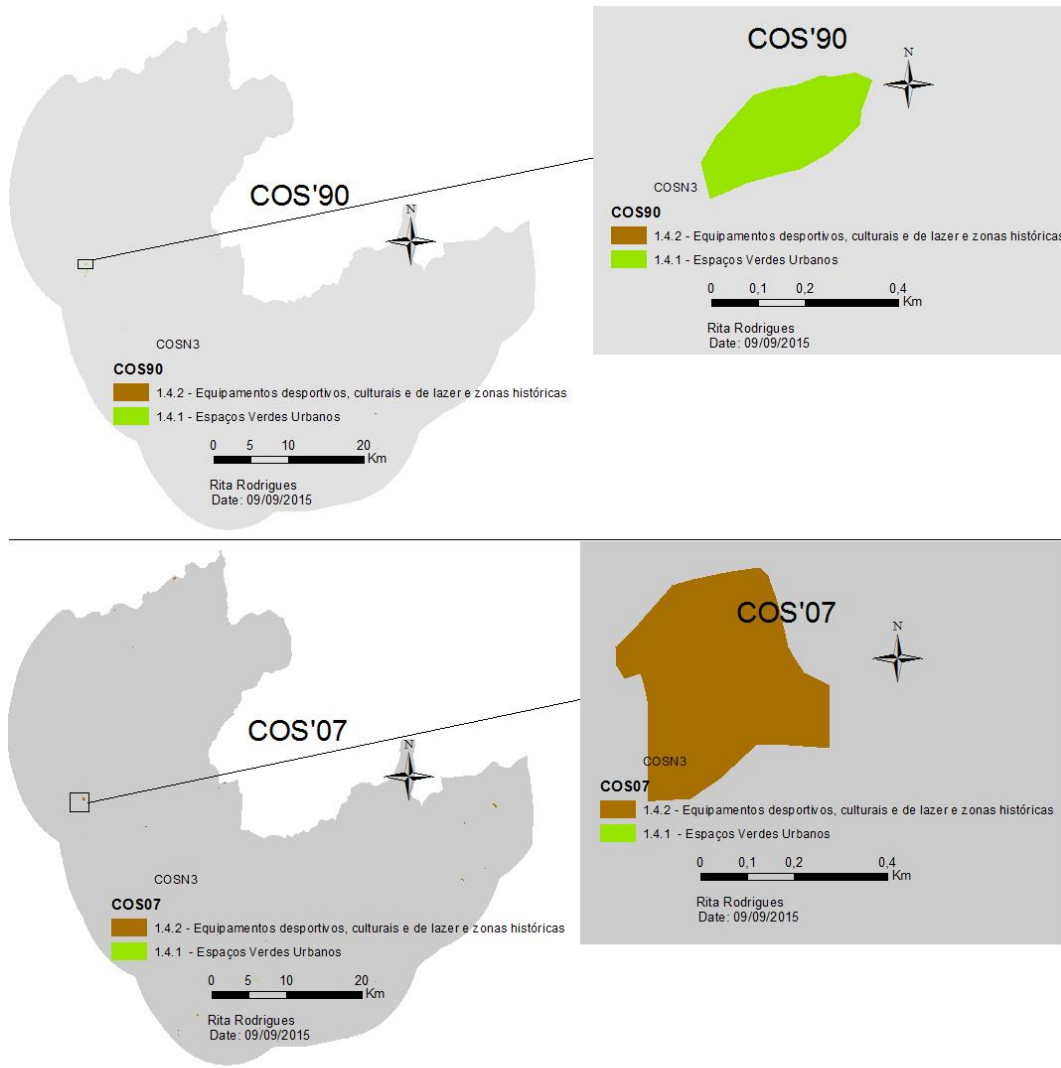 COS'90
N
COSN3
COS90
1.4.2 - Equipamentos desportivos, culturais e de lazer e zonas históricas
1.4.1 - Espaços Verdes Urbanos
0 5 10 20
Km
Rita Rodrigues
Date: 09/09/2015
COS'90
N
COSN3
COS90
1.4.2 - Equipamentos desportivos, culturais e de lazer e zonas históricas
1.4.1 - Espaços Verdes Urbanos
0 0,1 0,2 0,4
Km
Rita Rodrigues
Date: 09/09/2015
COS'07
N
COSN3
COS07
1.4.2 - Equipamentos desportivos, culturais e de lazer e zonas históricas
1.4.1 - Espaços Verdes Urbanos
0 5 10 20
Km
Rita Rodrigues
Date: 09/09/2015
COS'07
N
COSN3
COS07
1.4.2 - Equipamentos desportivos, culturais e de lazer e zonas históricas
1.4.1 - Espaços Verdes Urbanos
0 0,1 0,2 0,4
Km
Rita Rodrigues
Date: 09/09/2015